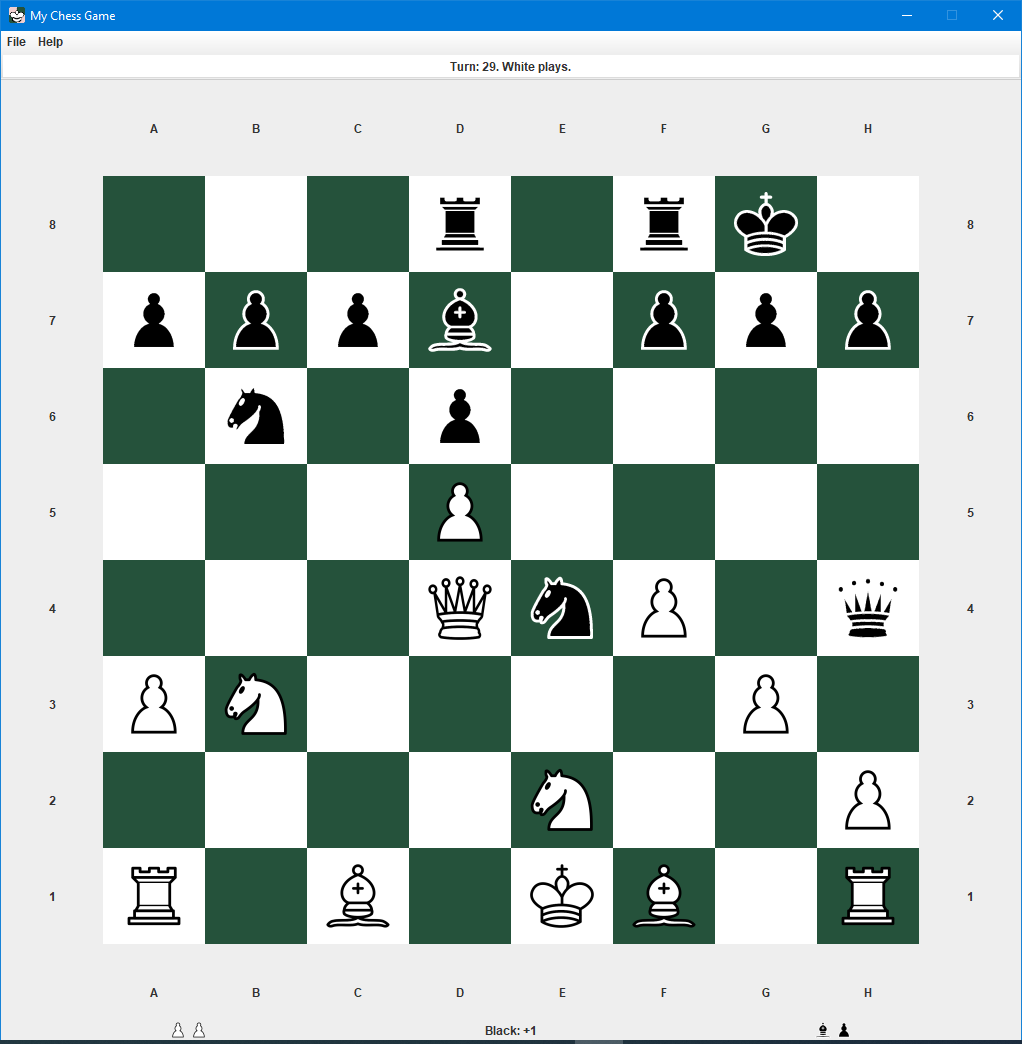 My Chess Game
File Help
Turn: 29. White plays.
A B C D E F G H
8 8
7 7
6 6
5 5
4 4
3 3
2 2
1 1
A B C D E F G H
Black: +1